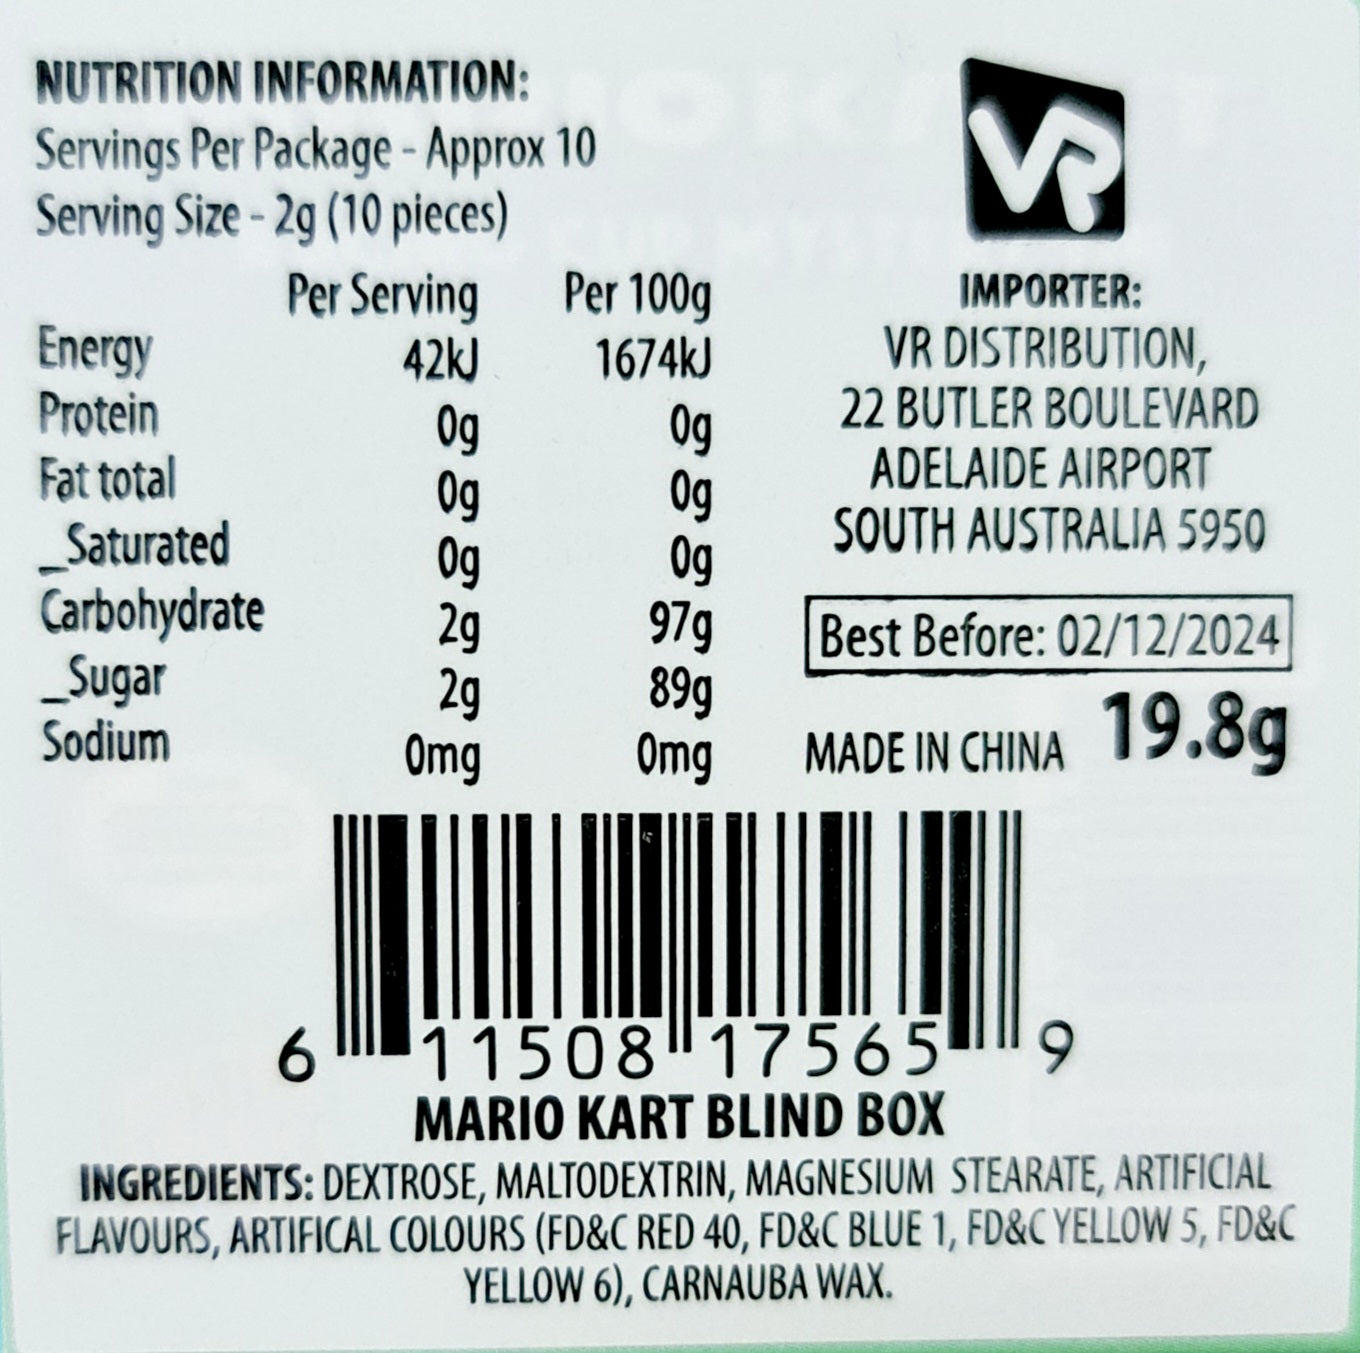 NUTRITION INFORMATION:
Servings Per Package - Approx 10
Serving Size - 2g (10 pieces)
Per Serving Per 100g
Energy 42kJ 1674kJ
Protein 0g 0g
Fat total 0g 0g
_Saturated 0g 0g
Carbohydrate 2g 97g
_Sugar 2g 89g
Sodium 0mg 0mg
VR
IMPORTER:
VR DISTRIBUTION,
22 BUTLER BOULEVARD
ADELAIDE AIRPORT
SOUTH AUSTRALIA 5950
Best Before: 02/12/2024
MADE IN CHINA 19.8g
6 11508 17565 9
MARIO KART BLIND BOX
INGREDIENTS: DEXTROSE, MALTODEXTRIN, MAGNESIUM STEARATE, ARTIFICIAL
FLAVOURS, ARTIFICAL COLOURS (FD&C RED 40, FD&C BLUE 1, FD&C YELLOW 5, FD&C
YELLOW 6), CARNAUBA WAX.